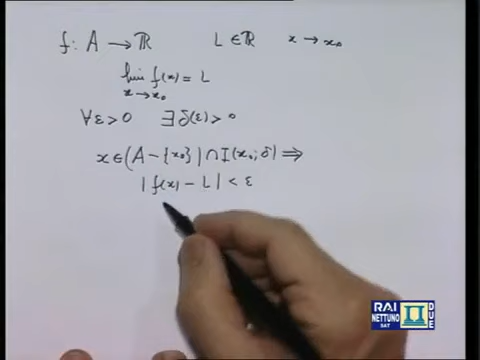 f: A → ℝ   L ∈ ℝ   x → x₀
lim f(x) = L
x → x₀
∀ε > 0   ∃ δ(ε) > 0
x ∈ (A − {x₀}) ∩ I(x₀; δ) ⇒
|f(x) − L| < ε
RAI
NETTUNO
SAT
DUE